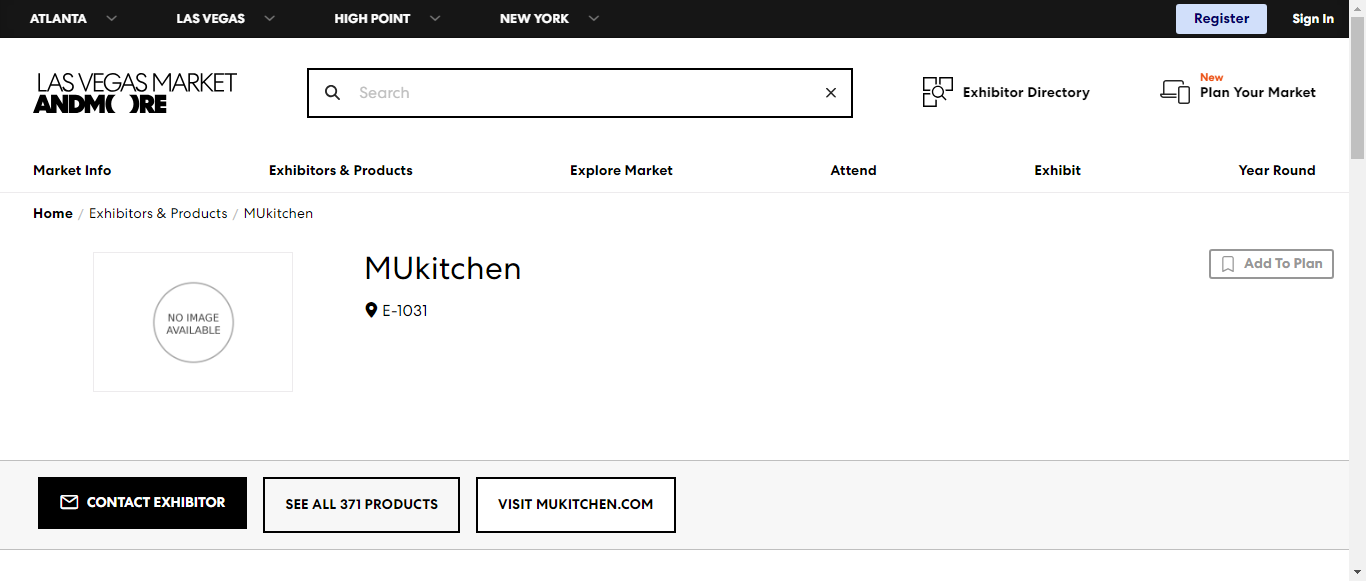 ATLANTA LAS VEGAS HIGH POINT NEW YORK Register Sign In
LAS VEGAS MARKET
ANDMORE
Search
Exhibitor Directory
New
Plan Your Market
Market Info Exhibitors & Products Explore Market Attend Exhibit Year Round
Home / Exhibitors & Products / MUkitchen
NO IMAGE
AVAILABLE
MUkitchen
E-1031
Add To Plan
CONTACT EXHIBITOR SEE ALL 371 PRODUCTS VISIT MUKITCHEN.COM